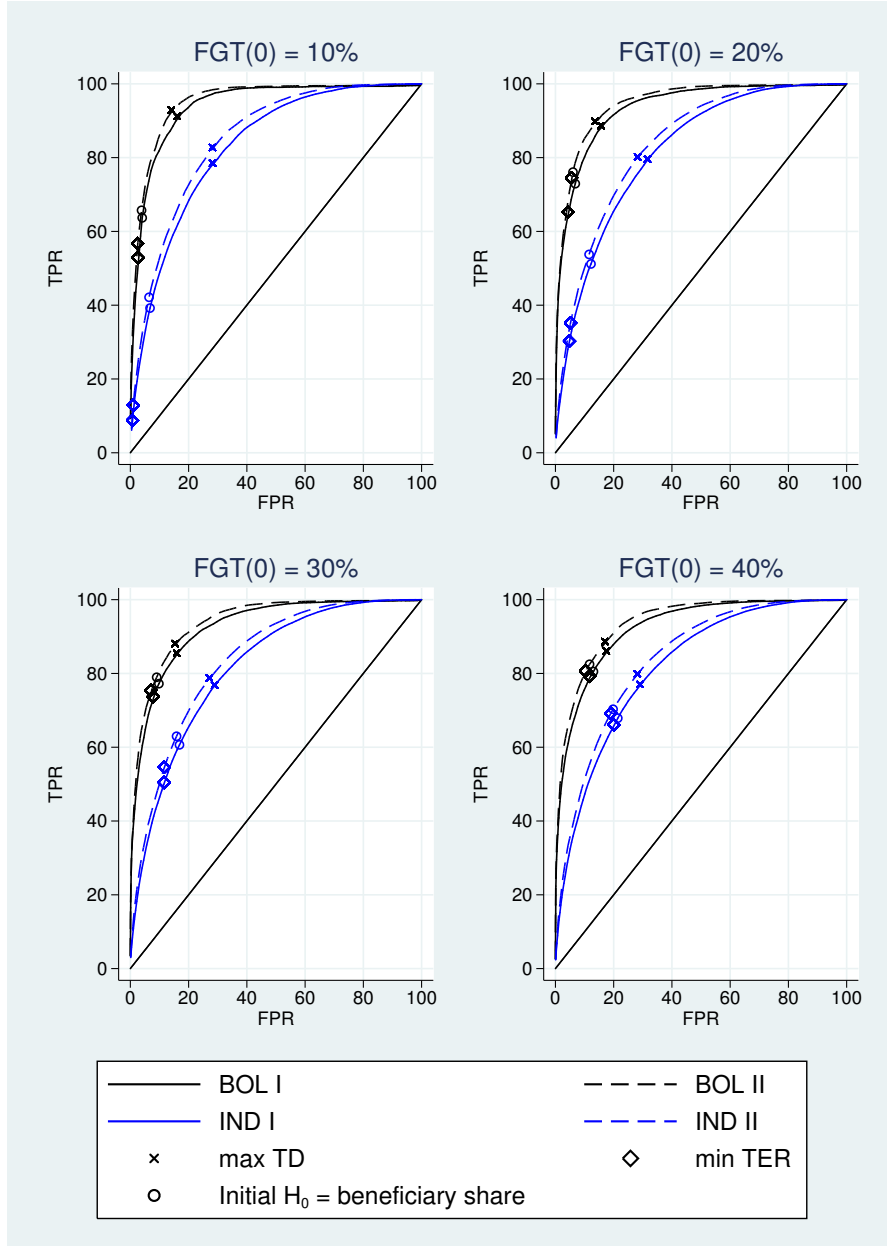 FGT(0) = 10%
TPR
100
80
60
40
20
0
0 20 40 60 80 100
FPR
FGT(0) = 20%
TPR
100
80
60
40
20
0
0 20 40 60 80 100
FPR
FGT(0) = 30%
TPR
100
80
60
40
20
0
0 20 40 60 80 100
FPR
FGT(0) = 40%
TPR
100
80
60
40
20
0
0 20 40 60 80 100
FPR
BOL I BOL II
IND I IND II
max TD min TER
Initial H₀ = beneficiary share